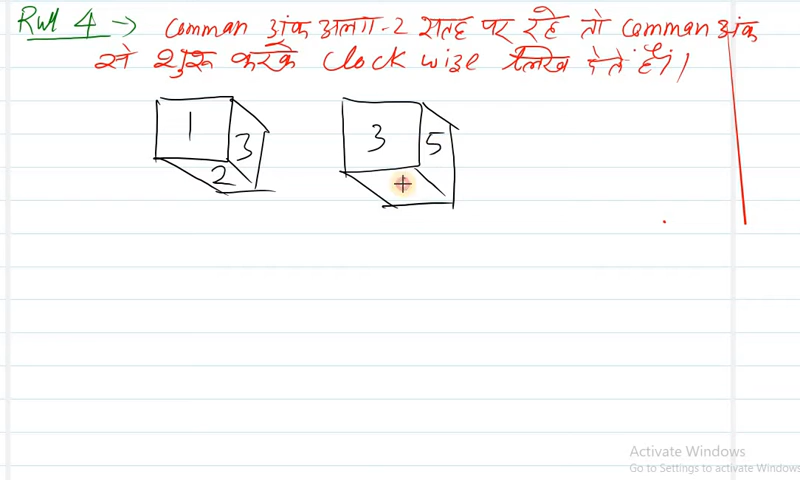 Rul 4 → Comman अंक अलग-2 सतह पर रहे तो Comman अंक
से शुरू करके Clock wise लिख देते हैं।
1 3 2
3 5
Activate Windows
Go to Settings to activate Windows